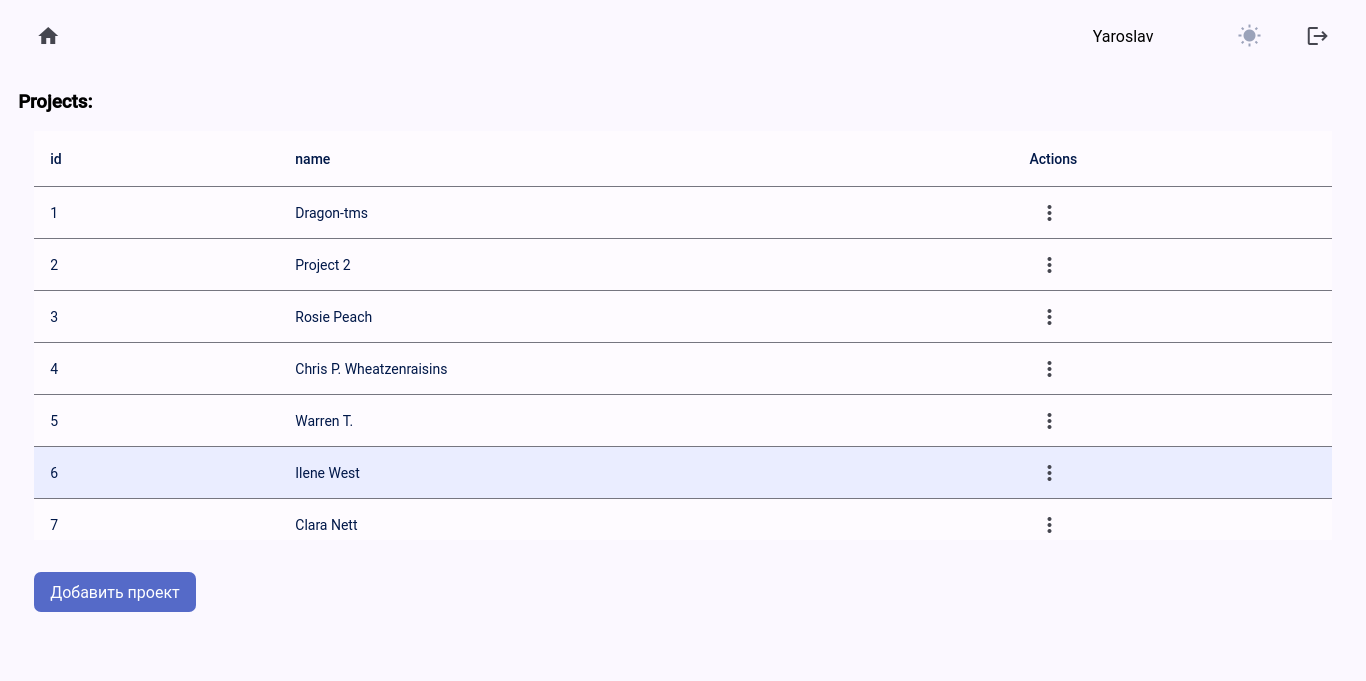 Yaroslav
Projects:
id name Actions
1 Dragon-tms
2 Project 2
3 Rosie Peach
4 Chris P. Wheatzenraisins
5 Warren T.
6 Ilene West
7 Clara Nett
Добавить проект